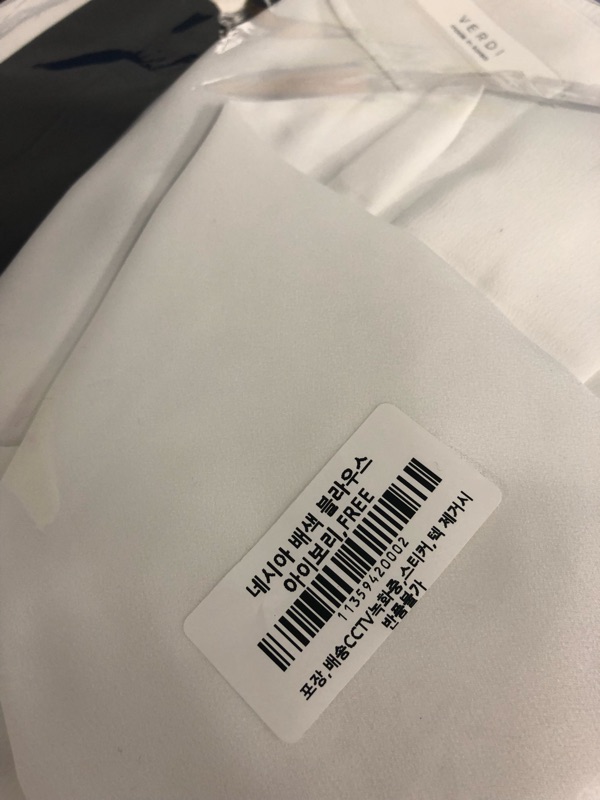 VERDI
네시아 배색 블라우스
아이보리,FREE
11359420002
포장,배송CCTV녹화중,스티커,텍 제거시
반품불가